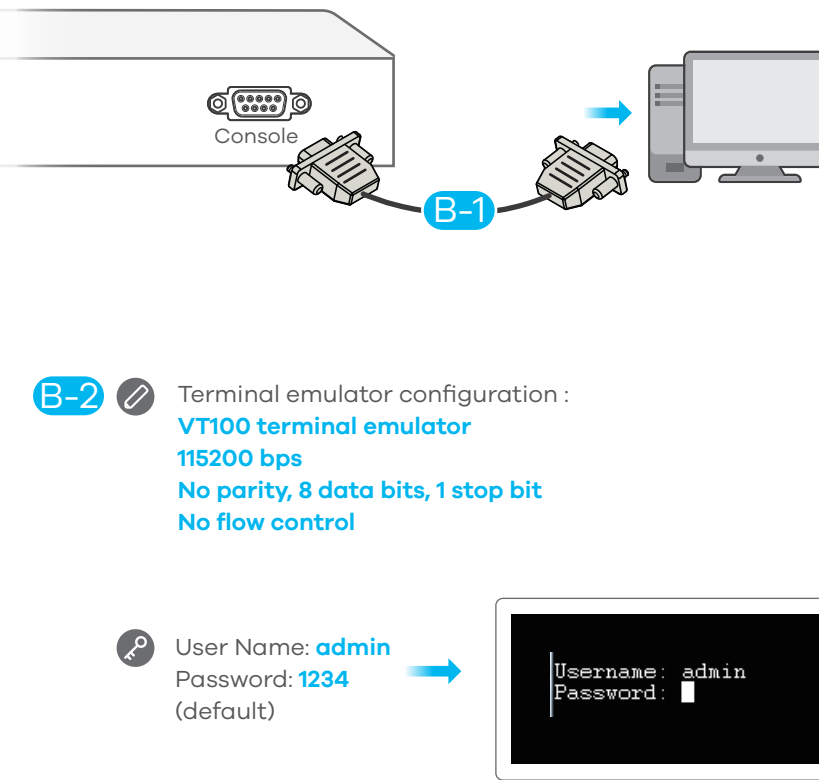 Console
B-1
B-2
Terminal emulator configuration :
VT100 terminal emulator
115200 bps
No parity, 8 data bits, 1 stop bit
No flow control
User Name: admin
Password: 1234
(default)
Username: admin
Password: